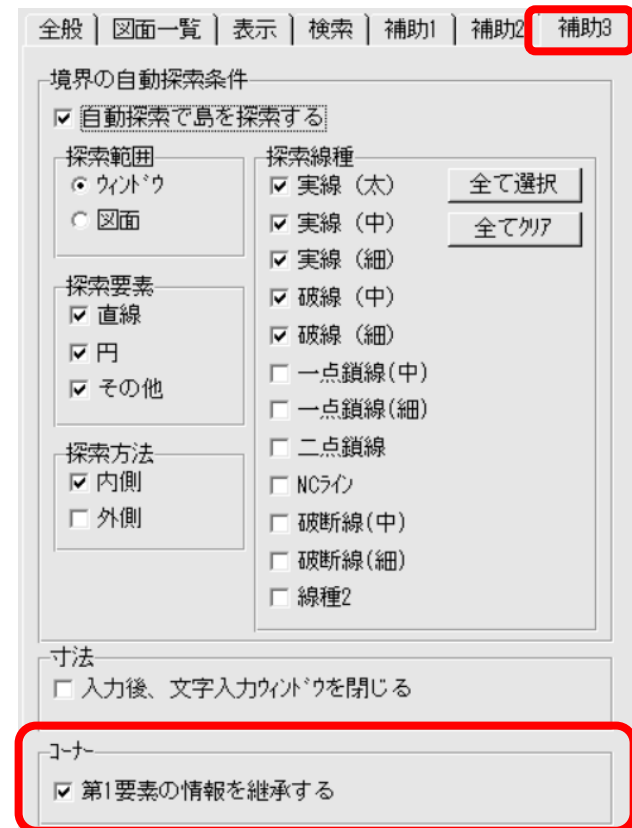 全般 図面一覧 表示 検索 補助1 補助2 補助3
境界の自動探索条件
自動探索で島を探索する
探索範囲
ｳｨﾝﾄﾞｳ
図面
探索要素
直線
円
その他
探索方法
内側
外側
探索線種
実線（太） 全て選択
実線（中） 全てｸﾘｱ
実線（細）
破線（中）
破線（細）
一点鎖線(中)
一点鎖線(細)
二点鎖線
NCﾗｲﾝ
破断線(中)
破断線(細)
線種2
寸法
入力後、文字入力ｳｨﾝﾄﾞｳを閉じる
ｺｰﾅｰ
第1要素の情報を継承する